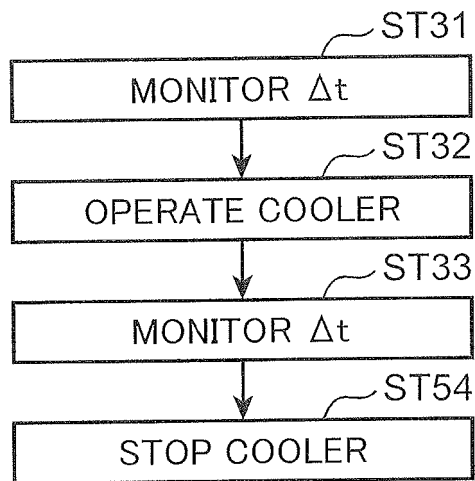 ST31
MONITOR Δt
ST32
OPERATE COOLER
ST33
MONITOR Δt
ST54
STOP COOLER